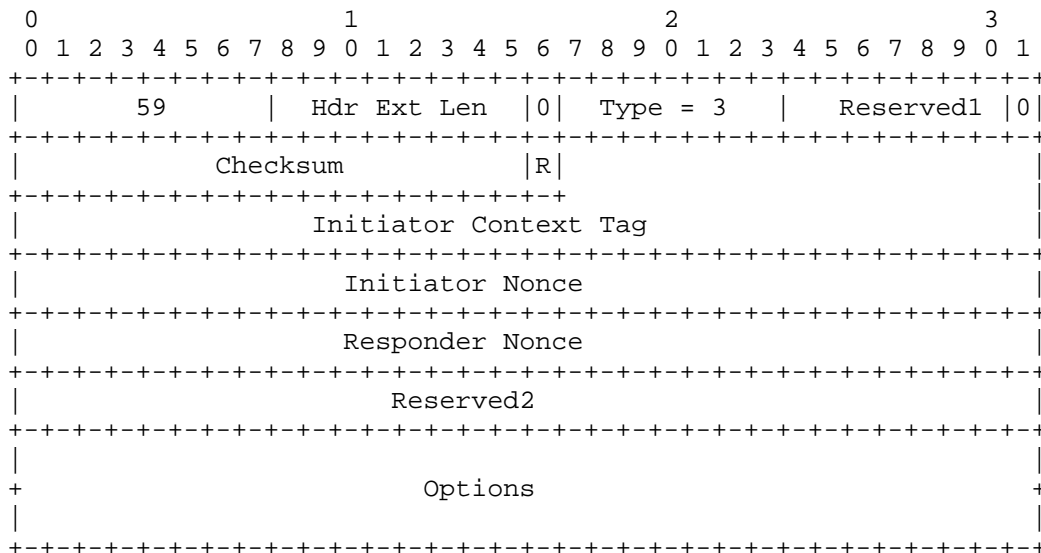 0                   1                   2                   3
 0 1 2 3 4 5 6 7 8 9 0 1 2 3 4 5 6 7 8 9 0 1 2 3 4 5 6 7 8 9 0 1
+-+-+-+-+-+-+-+-+-+-+-+-+-+-+-+-+-+-+-+-+-+-+-+-+-+-+-+-+-+-+-+-+
|       59      |  Hdr Ext Len  |0|  Type = 3   |   Reserved1 |0|
+-+-+-+-+-+-+-+-+-+-+-+-+-+-+-+-+-+-+-+-+-+-+-+-+-+-+-+-+-+-+-+-+
|            Checksum           |R|                             |
+-+-+-+-+-+-+-+-+-+-+-+-+-+-+-+-+-+                             |
|                  Initiator Context Tag                        |
+-+-+-+-+-+-+-+-+-+-+-+-+-+-+-+-+-+-+-+-+-+-+-+-+-+-+-+-+-+-+-+-+
|                    Initiator Nonce                            |
+-+-+-+-+-+-+-+-+-+-+-+-+-+-+-+-+-+-+-+-+-+-+-+-+-+-+-+-+-+-+-+-+
|                    Responder Nonce                            |
+-+-+-+-+-+-+-+-+-+-+-+-+-+-+-+-+-+-+-+-+-+-+-+-+-+-+-+-+-+-+-+-+
|                       Reserved2                               |
+-+-+-+-+-+-+-+-+-+-+-+-+-+-+-+-+-+-+-+-+-+-+-+-+-+-+-+-+-+-+-+-+
|                                                               |
+                         Options                               +
|                                                               |
+-+-+-+-+-+-+-+-+-+-+-+-+-+-+-+-+-+-+-+-+-+-+-+-+-+-+-+-+-+-+-+-+